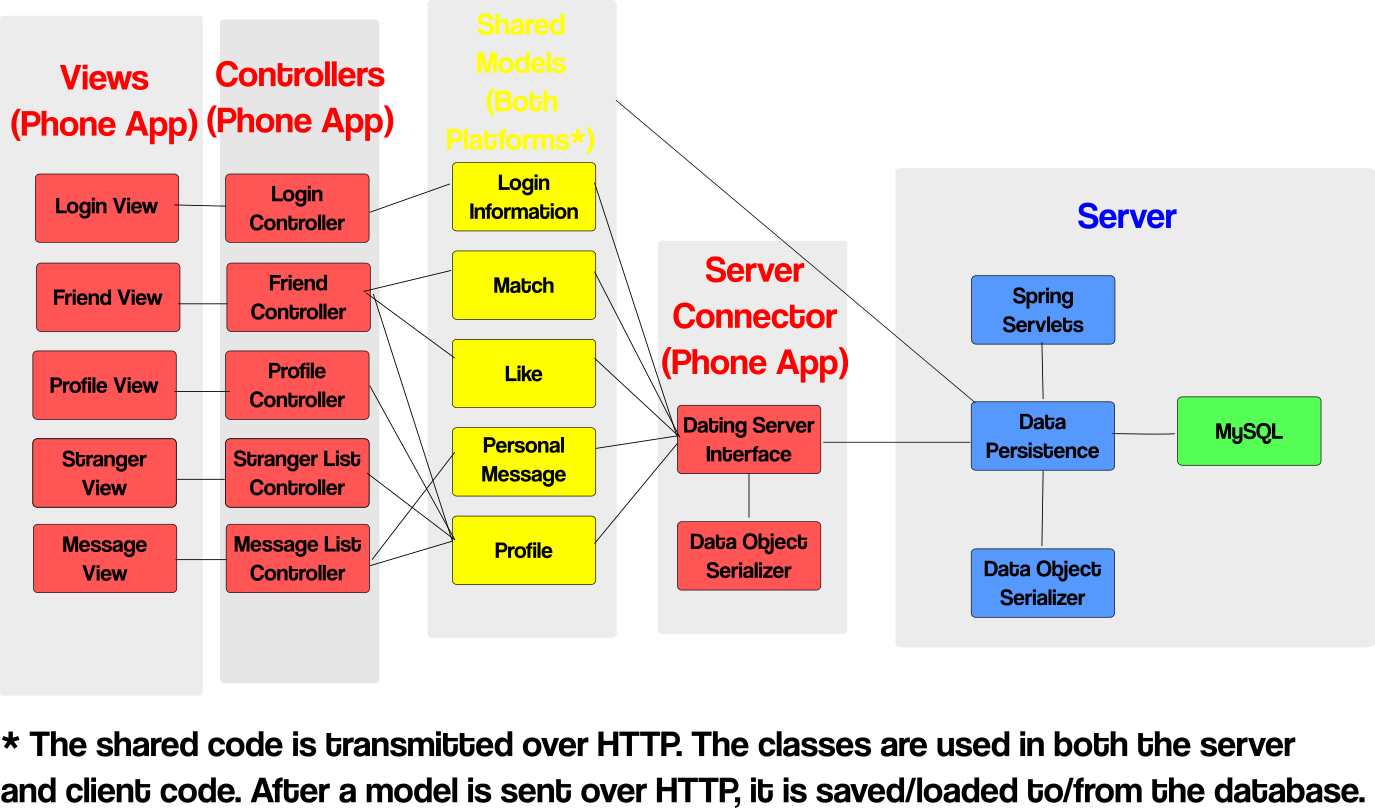 Views
(Phone App)
Login View
Friend View
Profile View
Stranger
View
Message
View
Controllers
(Phone App)
Login
Controller
Friend
Controller
Profile
Controller
Stranger List
Controller
Message List
Controller
Shared
Models
(Both
Platforms*)
Login
Information
Match
Like
Personal
Message
Profile
Server
Connector
(Phone App)
Dating Server
Interface
Data Object
Serializer
Server
Spring
Servlets
Data
Persistence
MySQL
Data Object
Serializer
* The shared code is transmitted over HTTP. The classes are used in both the server
and client code. After a model is sent over HTTP, it is saved/loaded to/from the database.